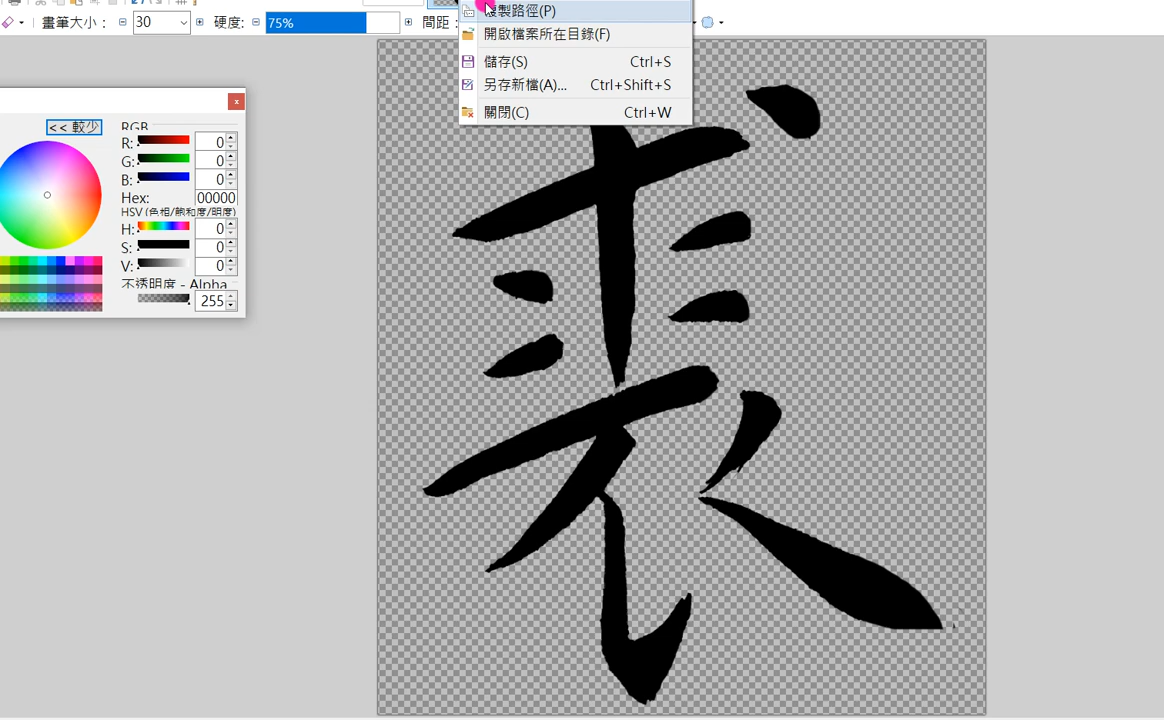 複製路徑(P)
畫筆大小： 30 硬度： 75% 間距：
開啟檔案所在目錄(F)
儲存(S) Ctrl+S
另存新檔(A)... Ctrl+Shift+S
關閉(C) Ctrl+W
<< 較少
RGB
R: 0
G: 0
B: 0
Hex: 00000
HSV (色相/飽和度/明度)
H: 0
S: 0
V: 0
不透明度 - Alpha
255
裘